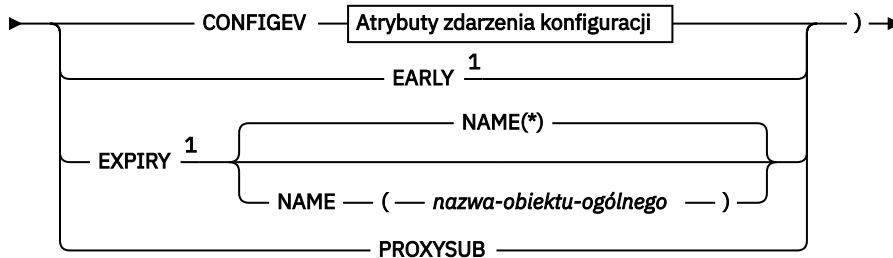 CONFIGEV Atrybuty zdarzenia konfiguracji )
EARLY 1
NAME(*)
EXPIRY 1
NAME ( nazwa-obiektu-ogólnego )
PROXYSUB